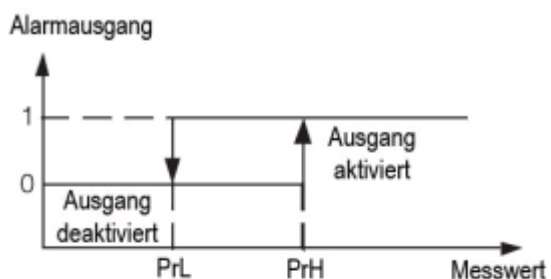 Alarmausgang
1
Ausgang
aktiviert
0
Ausgang
deaktiviert
PrL
PrH
Messwert